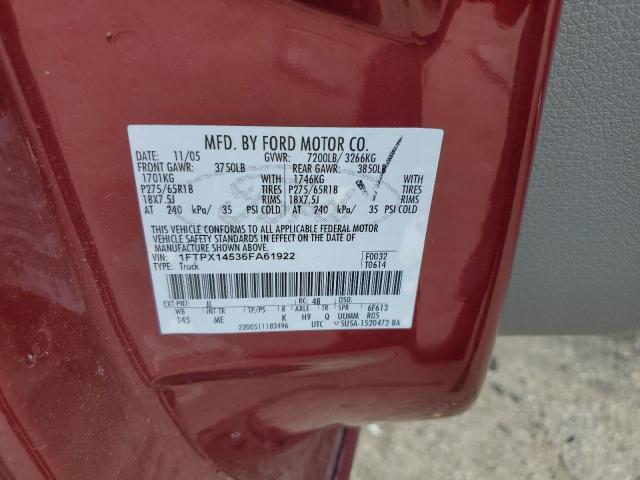 MFD. BY FORD MOTOR CO.
DATE: 11/05 GVWR: 7200LB/ 3266KG
FRONT GAWR: 3750LB REAR GAWR: 3850LB
1701KG WITH 1746KG WITH
P275/65R18 TIRES P275/65R18 TIRES
18X7.5J RIMS 18X7.5J RIMS
AT 240 kPa/ 35 PSI COLD AT 240 kPa/ 35 PSI COLD
THIS VEHICLE CONFORMS TO ALL APPLICABLE FEDERAL MOTOR
VEHICLE SAFETY STANDARDS IN EFFECT ON THE DATE OF
MANUFACTURE SHOWN ABOVE.
VIN: 1FTPX14536FA61922 F0032
TYPE: Truck T0614
EXT PNT: JL RC: 48 DSO:
WB INT TR TP/PS R AXLE TR SPR 6F613
145 ME K H9 Q UUMM R05
2200511183496 UTC 5U5A-1520472-BA